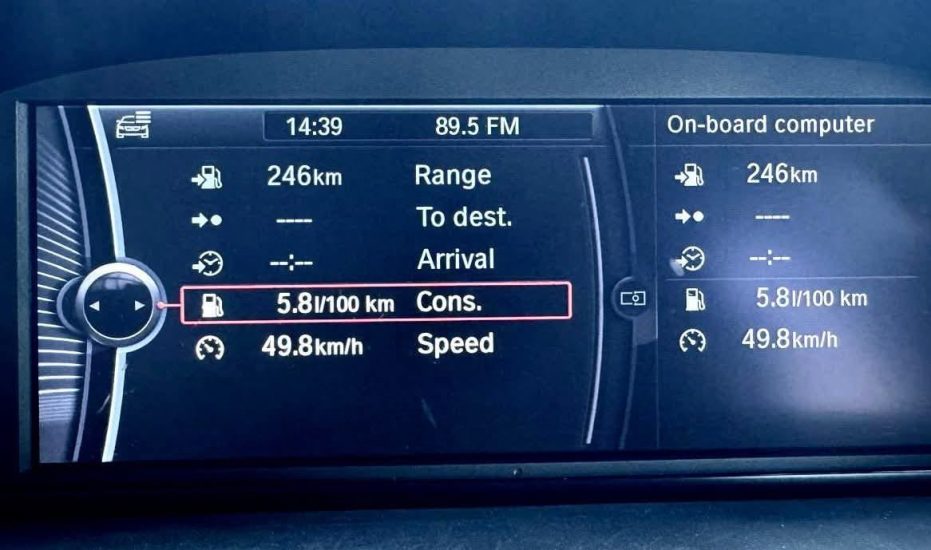 14:39 89.5 FM
246km Range
---- To dest.
--:-- Arrival
5.8l/100 km Cons.
49.8km/h Speed
On-board computer
246km
----
--:--
5.8l/100 km
49.8km/h